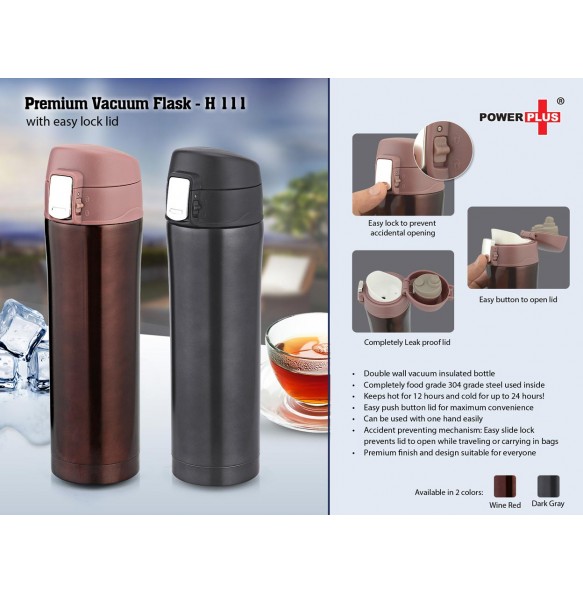 Premium Vacuum Flask - H 111
with easy lock lid
POWER PLUS ®
Easy lock to prevent
accidental opening
Easy button to open lid
Completely Leak proof lid
• Double wall vacuum insulated bottle
• Completely food grade 304 grade steel used inside
• Keeps hot for 12 hours and cold for up to 24 hours!
• Easy push button lid for maximum convenience
• Can be used with one hand easily
• Accident preventing mechanism: Easy slide lock
prevents lid to open while traveling or carrying in bags
• Premium finish and design suitable for everyone
Available in 2 colors:
Wine Red
Dark Gray